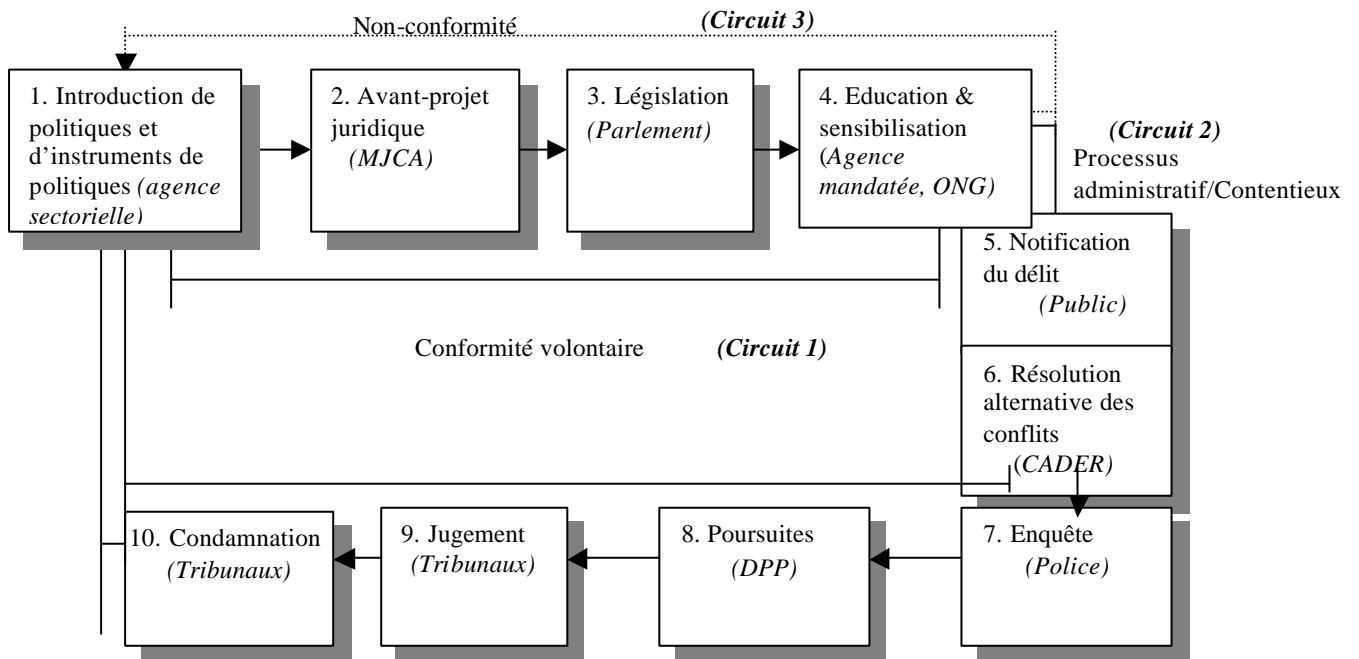 Non-conformité (Circuit 3)
1. Introduction de
politiques et
d’instruments de
politiques (agence
sectorielle)
2. Avant-projet
juridique
(MJCA)
3. Législation
(Parlement)
4. Education &
sensibilisation
(Agence
mandatée, ONG)
(Circuit 2)
Processus
administratif/Contentieux
5. Notification
du délit
(Public)
Conformité volontaire (Circuit 1)
6. Résolution
alternative des
conflits
(CADER)
10. Condamnation
(Tribunaux)
9. Jugement
(Tribunaux)
8. Poursuites
(DPP)
7. Enquête
(Police)